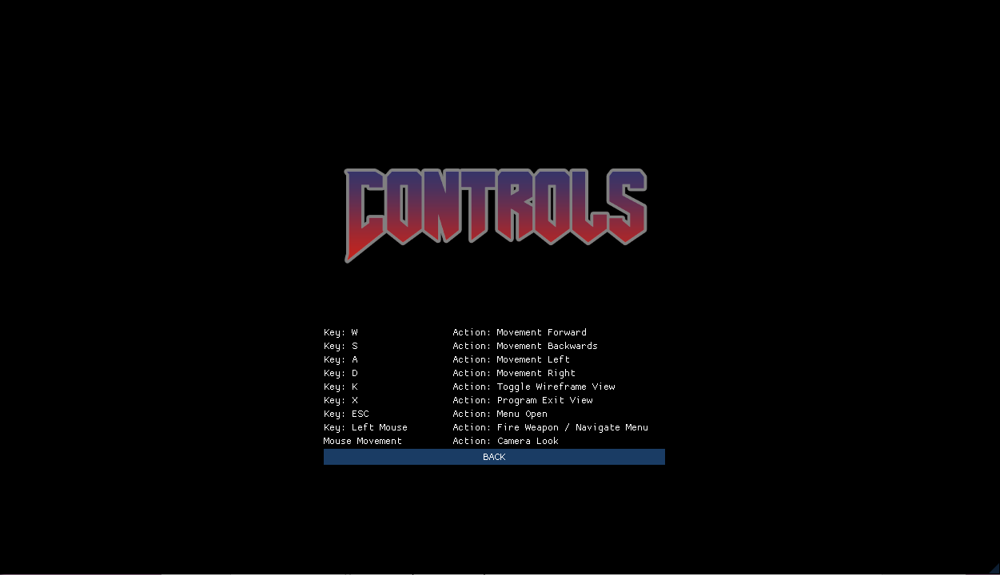 CONTROLS
Key: W Action: Movement Forward
Key: S Action: Movement Backwards
Key: A Action: Movement Left
Key: D Action: Movement Right
Key: K Action: Toggle Wireframe View
Key: X Action: Program Exit View
Key: ESC Action: Menu Open
Key: Left Mouse Action: Fire Weapon / Navigate Menu
Mouse Movement Action: Camera Look
BACK